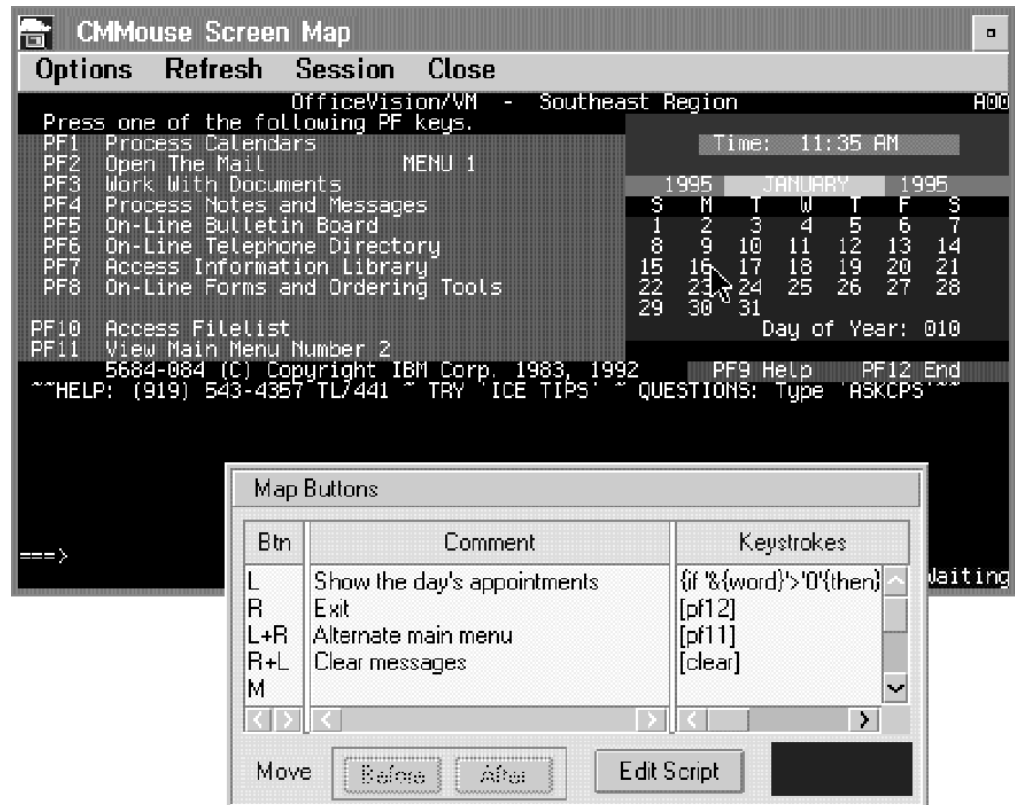 CMMouse Screen Map
Options Refresh Session Close
OfficeVision/VM - Southeast Region A00
Press one of the following PF keys.
PF1 Process Calendars Time: 11:35 AM
PF2 Open The Mail MENU 1
PF3 Work With Documents 1995 JANUARY 1995
PF4 Process Notes and Messages S M T W T F S
PF5 On-Line Bulletin Board 1 2 3 4 5 6 7
PF6 On-Line Telephone Directory 8 9 10 11 12 13 14
PF7 Access Information Library 15 16 17 18 19 20 21
PF8 On-Line Forms and Ordering Tools 22 23 24 25 26 27 28
29 30 31
PF10 Access Filelist Day of Year: 010
PF11 View Main Menu Number 2
5684-084 (C) Copyright IBM Corp. 1983, 1992 PF9 Help PF12 End
~~HELP: (919) 543-4357 TL/441 ~ TRY 'ICE TIPS' ~ QUESTIONS: Type 'ASKCPS'~~
===>
Waiting
Map Buttons
Btn Comment Keystrokes
L Show the day's appointments {if '&{word}'>'0'{then}
R Exit [pf12]
L+R Alternate main menu [pf11]
R+L Clear messages [clear]
M
Move Before After Edit Script